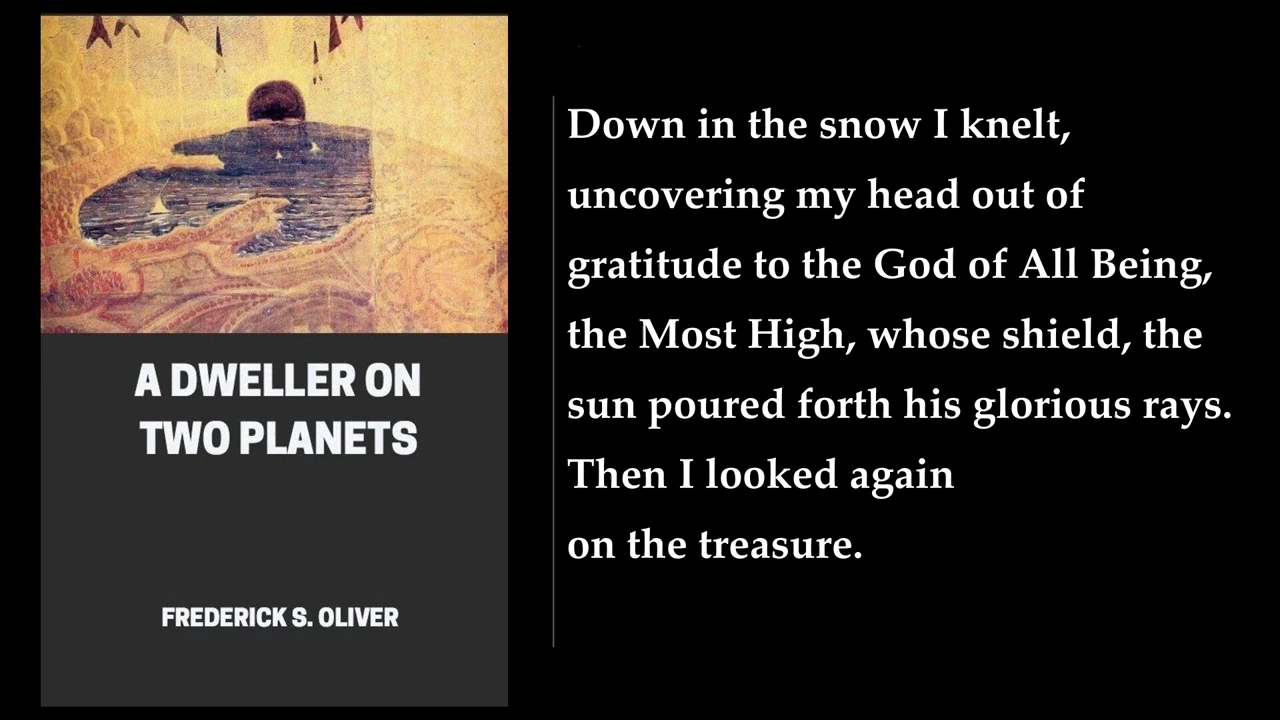 A DWELLER ON
TWO PLANETS
FREDERICK S. OLIVER
Down in the snow I knelt,
uncovering my head out of
gratitude to the God of All Being,
the Most High, whose shield, the
sun poured forth his glorious rays.
Then I looked again
on the treasure.